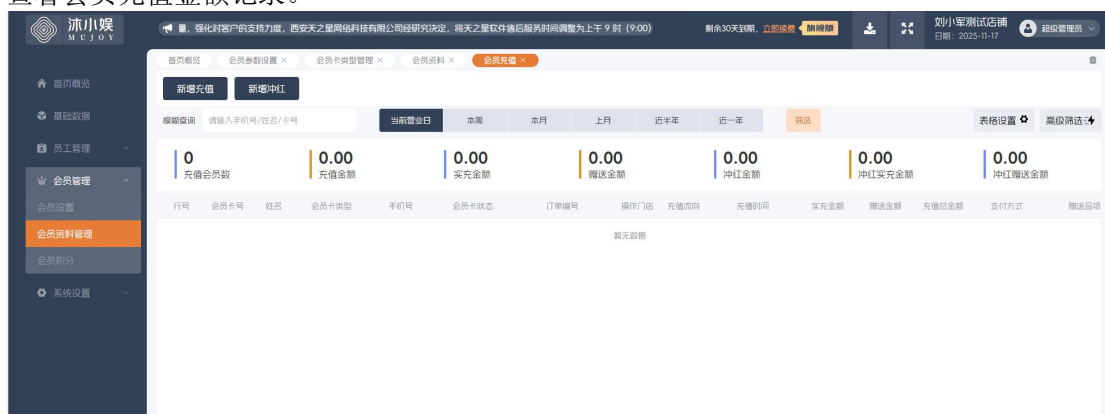 查看会员充值金额记录。
沐小娱
MUJOY
强化对客户的支持力度，西安天之星网络科技有限公司经研究决定，将天之星软件售后服务时间调整为上午 9 时 (9:00)
剩余30天到期, 立即续费 旗舰版
刘小军测试店铺
日期: 2025-11-17
超级管理员
首页概览 会员参数设置 × 会员卡类型管理 × 会员资料 × 会员充值 ×
首页概览
基础数据
员工管理
会员管理
会员设置
会员资料管理
会员积分
系统设置
新增充值 新增冲红
模糊查询 请输入手机号/姓名/卡号 当前营业日 本周 本月 上月 近半年 近一年 筛选 表格设置 高级筛选
0 0.00 0.00 0.00 0.00 0.00 0.00
充值会员数 充值金额 实充金额 赠送金额 冲红金额 冲红实充金额 冲红赠送金额
行号 会员卡号 姓名 会员卡类型 手机号 会员卡状态 订单编号 操作门店 充值流向 充值时间 实充金额 赠送金额 充值总金额 支付方式 赠送品项
暂无数据